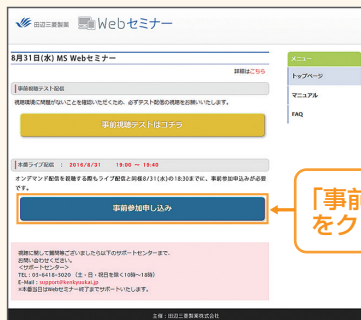 田辺三菱製薬 Webセミナー
8月31日(水) MS Webセミナー
詳細はこちら
事前視聴テスト配信
視聴環境に問題がないことを確認いただくため、必ずテスト配信の視聴をお願いいたします。
事前視聴テストはコチラ
本番ライブ配信 : 2016/8/31 19:00 ～ 19:40
オンデマンド配信を視聴する際もライブ配信と同様8/31(水)の18:30までに、事前参加申込みが必要
です。
事前参加申し込み
視聴に関して質問等ございましたら以下のサポートセンターまで、
お問い合わせください。
<サポートセンター>
TEL : 03-6418-3020 (土・日・祝日を除く10時～18時)
E-Mail : support@kenkyuukai.jp
※本番当日はWebセミナー終了までサポートいたします。
主催：田辺三菱製薬株式会社
メニュー
トップページ
マニュアル
FAQ
「事前
をク